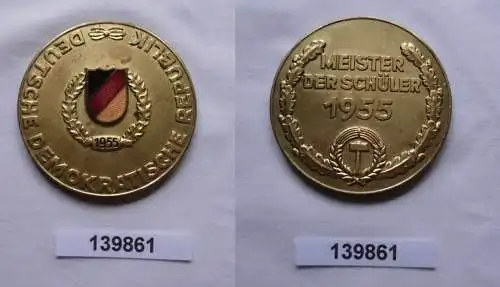 DEUTSCHE DEMOKRATISCHE REPUBLIK
1955
MEISTER
DER SCHÜLER
1955
139861
139861